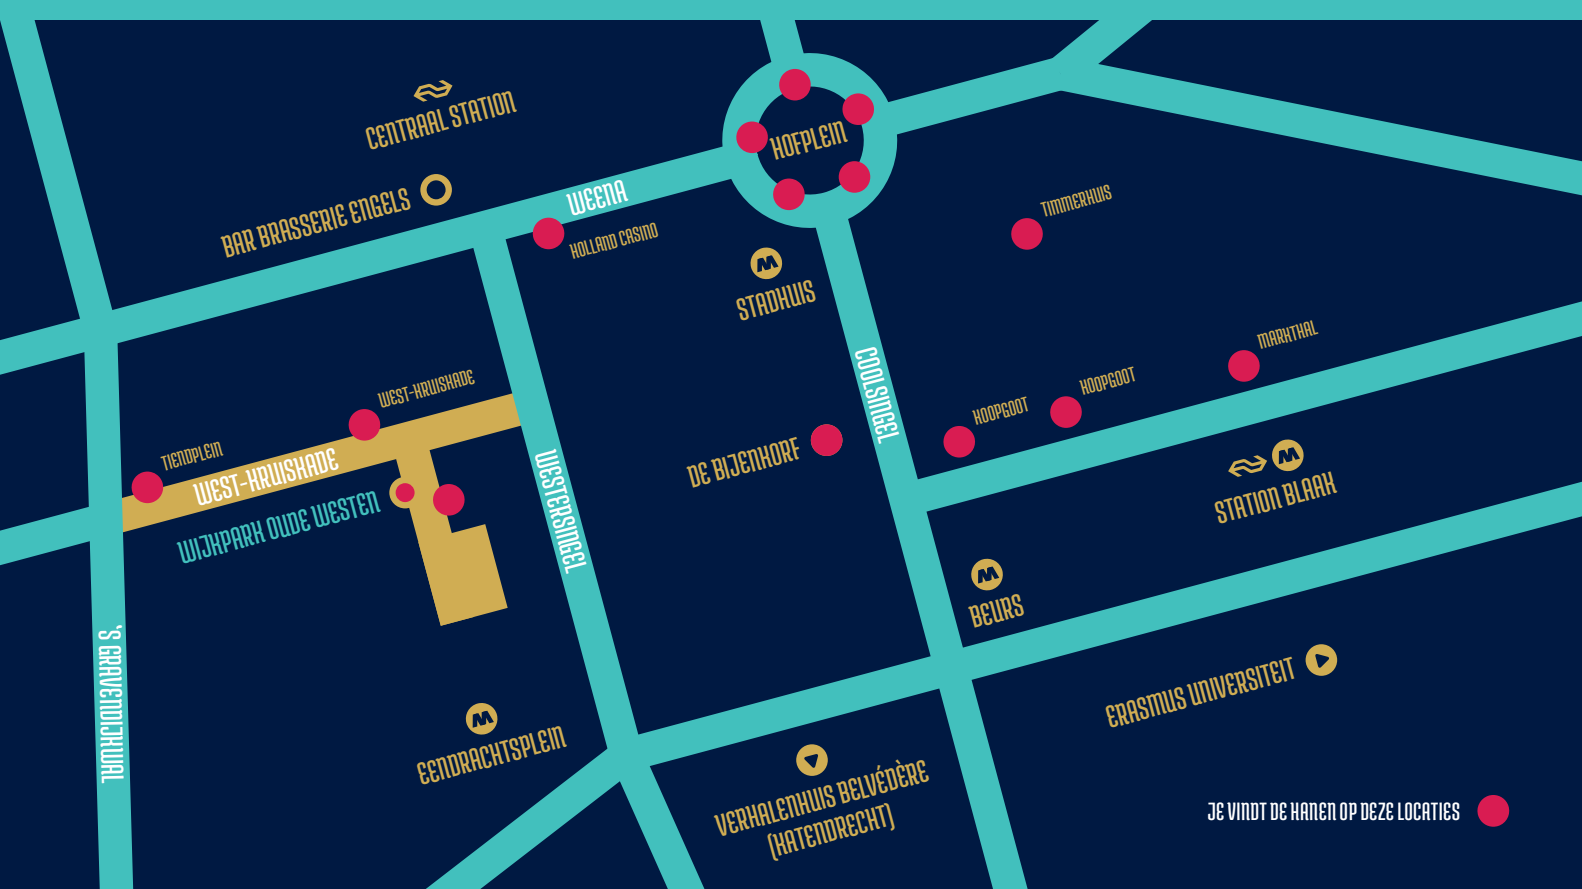 CENTRAAL STATION
BAR BRASSERIE ENGELS
WEENA
HOLLAND CASINO
HOFPLEIN
STADHUIS
TIMMERHUIS
MARKTHAL
KOOPGOOT
KOOPGOOT
COOLSINGEL
DE BIJENKORF
WEST-KRUISKADE
TIENDPLEIN
WEST-KRUISKADE
WIJKPARK OUDE WESTEN
WESTERSINGEL
STATION BLAAK
BEURS
'S GRAVENDIJKWAL
EENDRACHTSPLEIN
ERASMUS UNIVERSITEIT
VERHALENHUIS BELVÉDÈRE
(KATENDRECHT)
JE VINDT DE HANEN OP DEZE LOCATIES